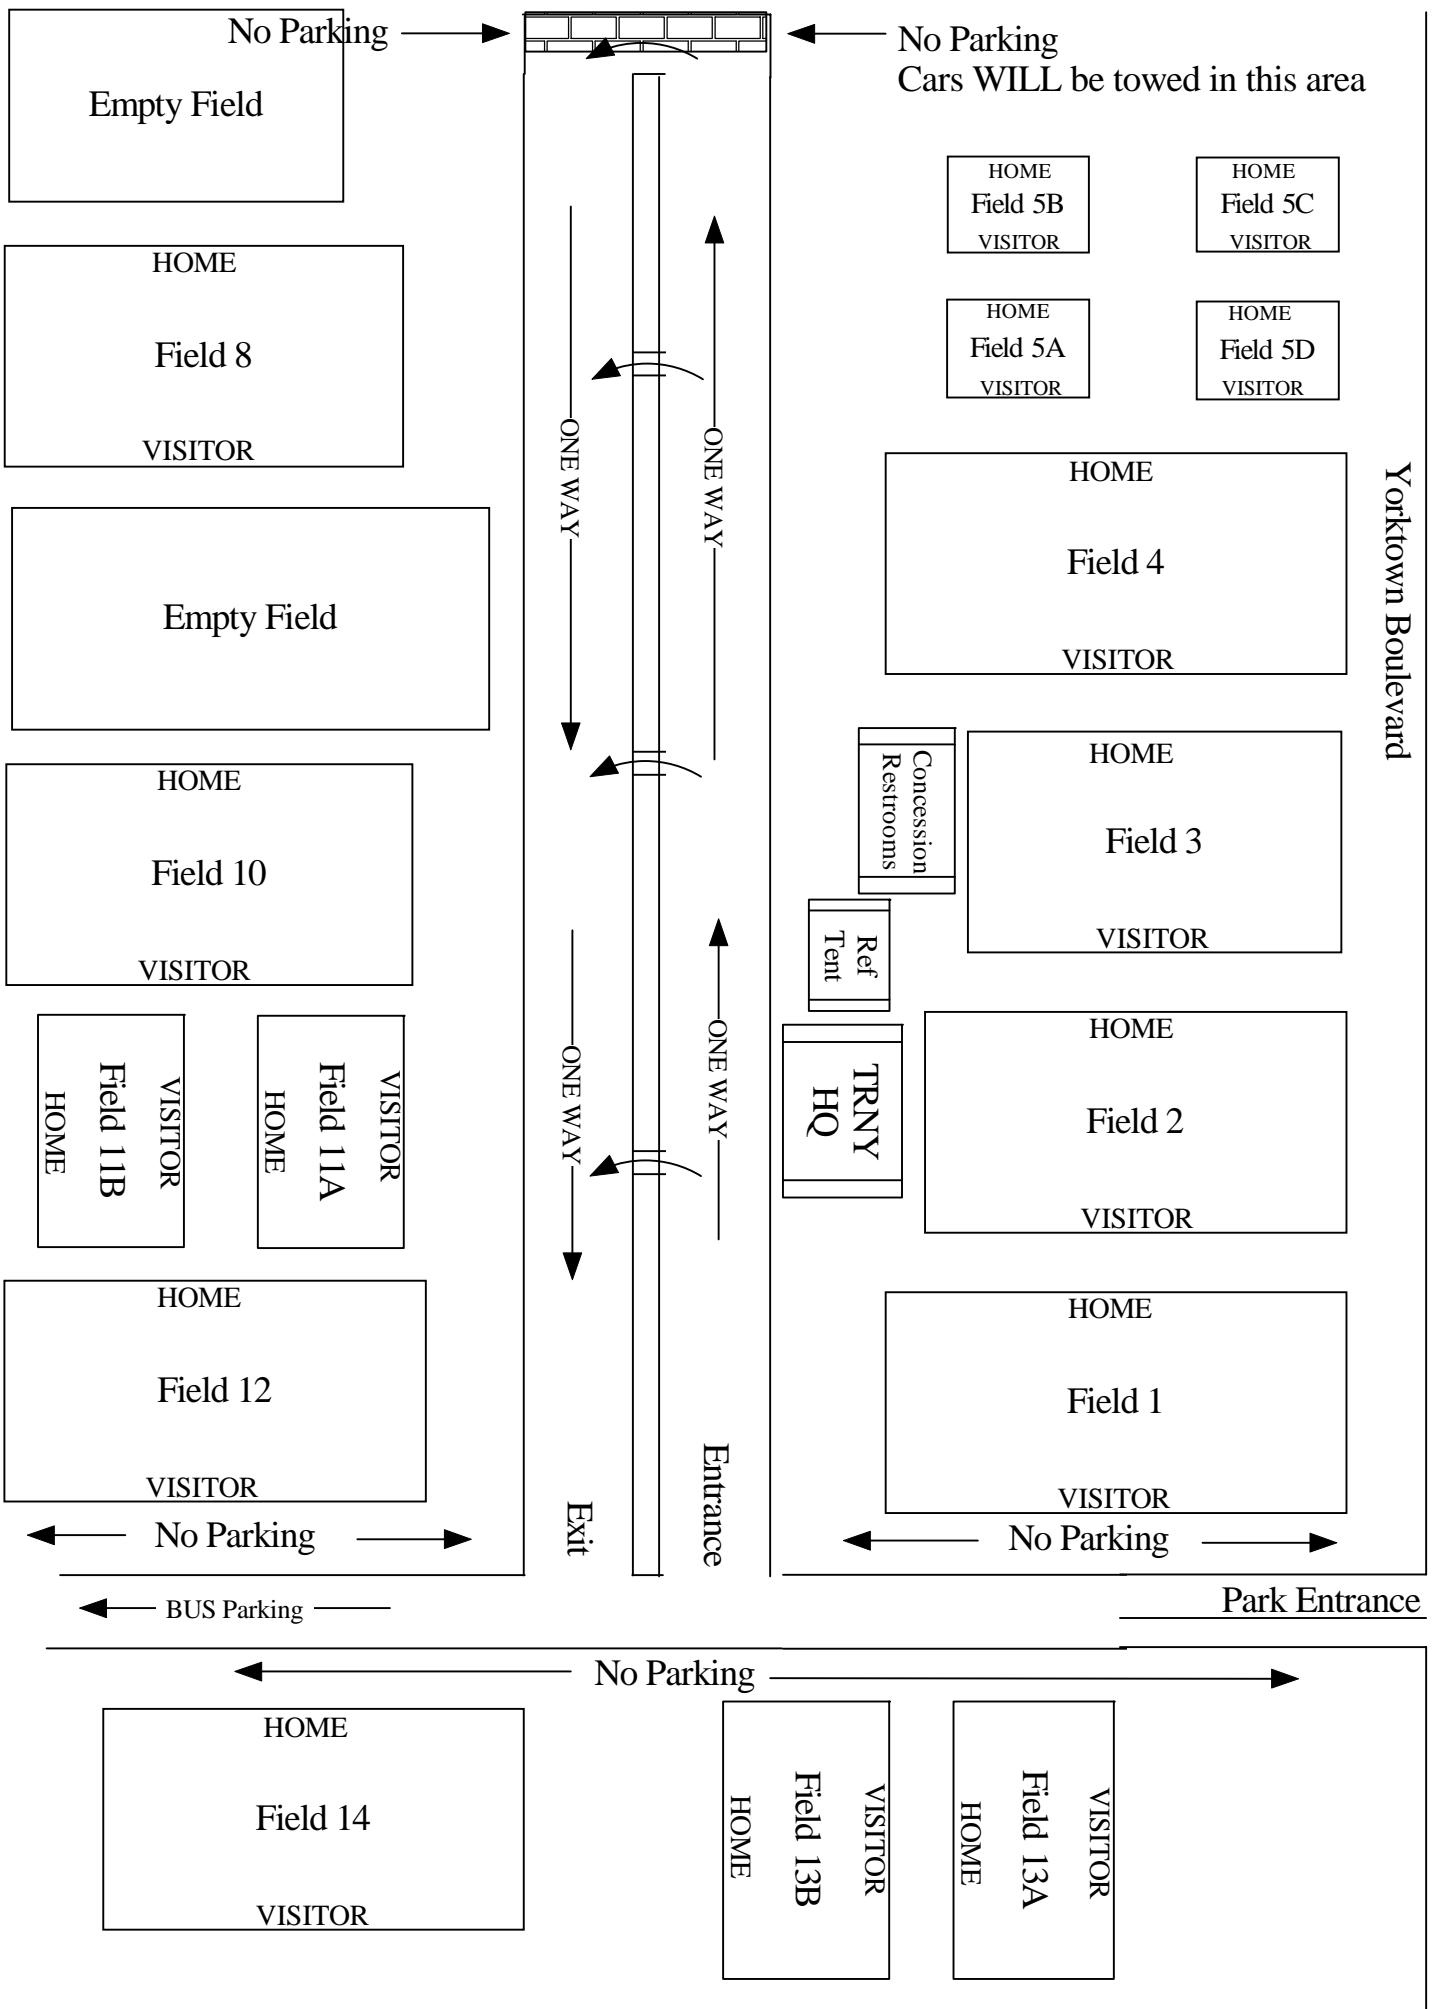 No Parking
No Parking
Cars WILL be towed in this area
Empty Field
HOME
Field 5B
VISITOR
HOME
Field 5C
VISITOR
HOME
Field 8
VISITOR
HOME
Field 5A
VISITOR
HOME
Field 5D
VISITOR
ONE WAY
ONE WAY
HOME
Field 4
VISITOR
Yorktown Boulevard
Empty Field
Concession
Restrooms
HOME
Field 3
VISITOR
HOME
Field 10
VISITOR
Ref
Tent
TRNY
HQ
HOME
Field 2
VISITOR
VISITOR
Field 11B
HOME
VISITOR
Field 11A
HOME
ONE WAY
ONE WAY
HOME
Field 12
VISITOR
HOME
Field 1
VISITOR
Exit
Entrance
No Parking
No Parking
BUS Parking
Park Entrance
No Parking
HOME
Field 14
VISITOR
VISITOR
Field 13B
HOME
VISITOR
Field 13A
HOME